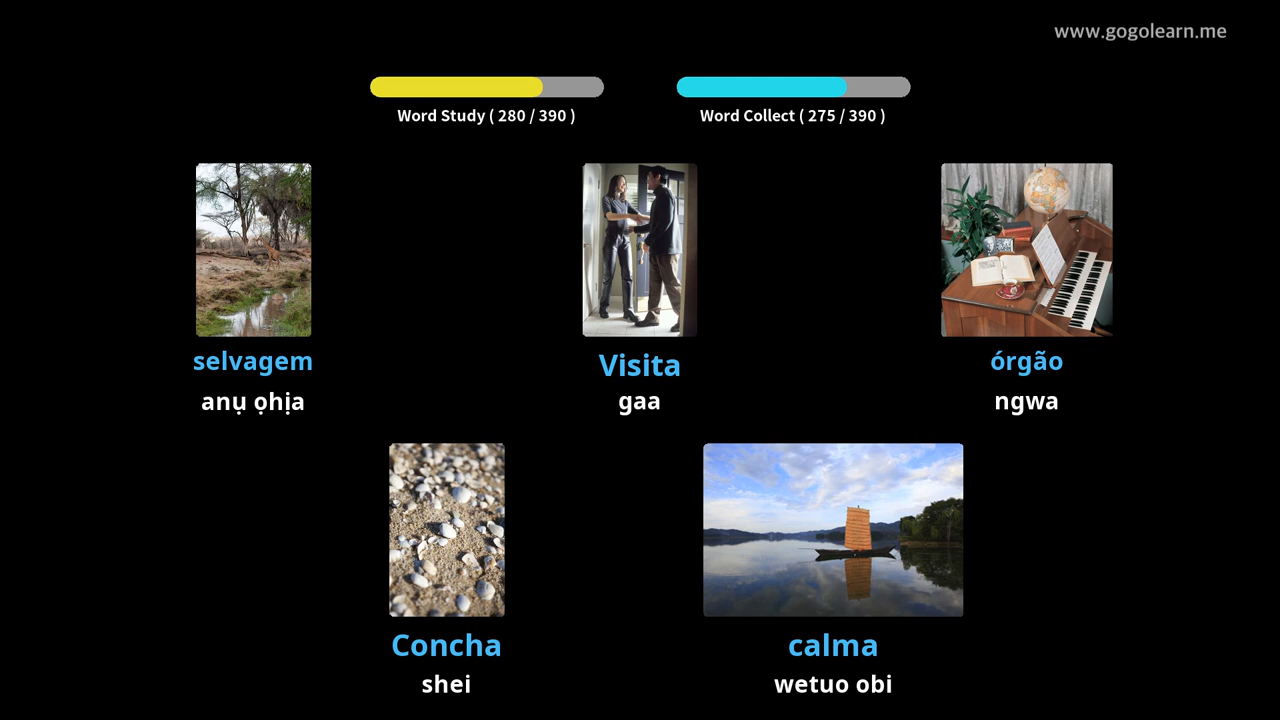 www.gogolearn.me
Word Study ( 280 / 390 )
Word Collect ( 275 / 390 )
selvagem
anụ ọhịa
Visita
gaa
órgão
ngwa
Concha
shei
calma
wetuo obi